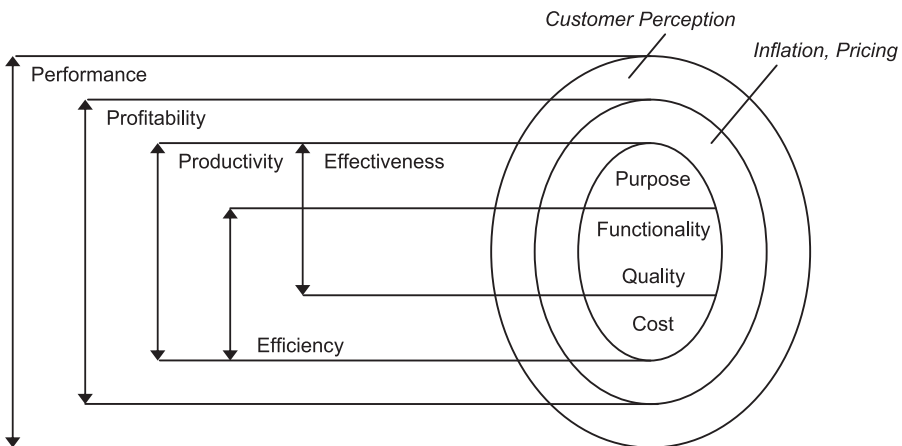 Customer Perception
Inflation, Pricing
Performance
Profitability
Productivity
Effectiveness
Purpose
Functionality
Quality
Cost
Efficiency